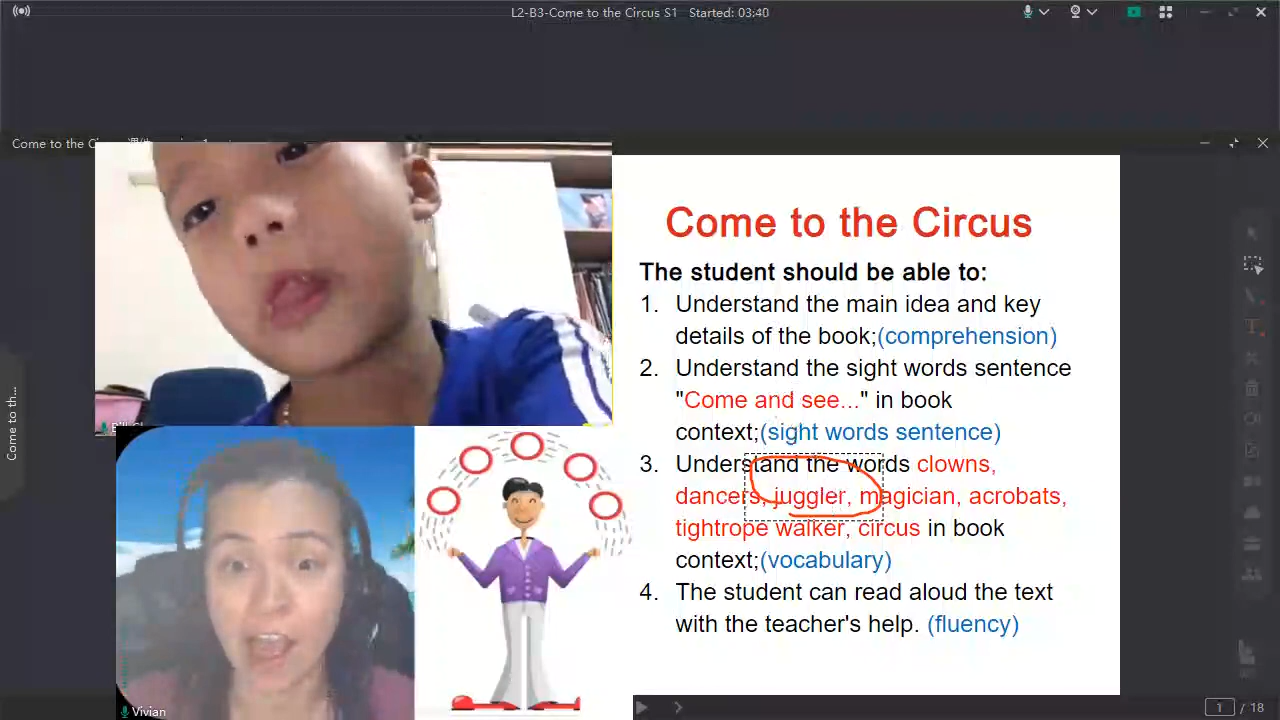 L2-B3-Come to the Circus S1 Started: 03:40
Come to the
Come to th...
Come to the Circus
The student should be able to:
1. Understand the main idea and key
details of the book;(comprehension)
2. Understand the sight words sentence
"Come and see..." in book
context;(sight words sentence)
3. Understand the words clowns,
dancers, juggler, magician, acrobats,
tightrope walker, circus in book
context;(vocabulary)
4. The student can read aloud the text
with the teacher's help. (fluency)
Vivian
1 / 18